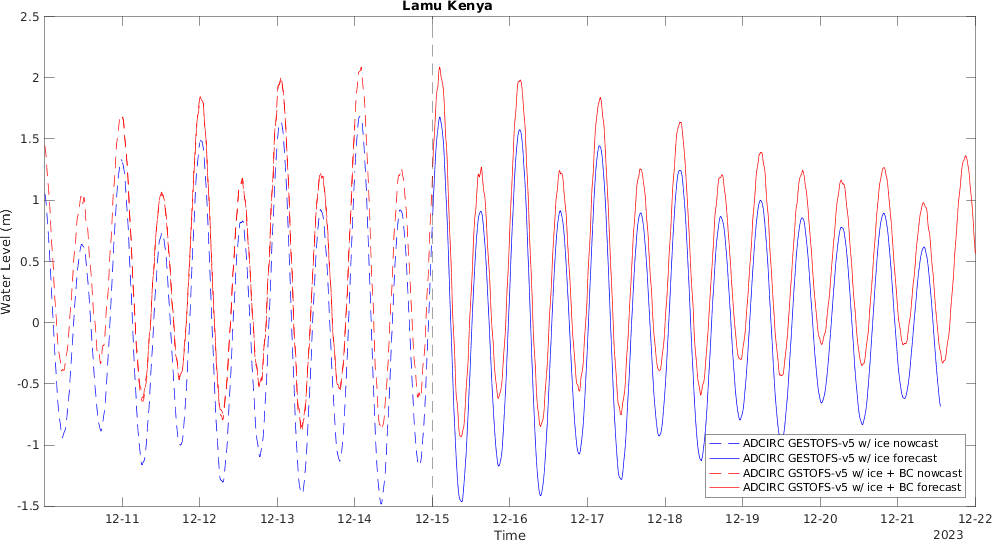 Lamu Kenya
2.5
2
1.5
1
0.5
0
-0.5
-1
-1.5
Water Level (m)
ADCIRC GESTOFS-v5 w/ ice nowcast
ADCIRC GESTOFS-v5 w/ ice forecast
ADCIRC GSTOFS-v5 w/ ice + BC nowcast
ADCIRC GSTOFS-v5 w/ ice + BC forecast
12-11 12-12 12-13 12-14 12-15 12-16 12-17 12-18 12-19 12-20 12-21 12-22
Time
2023